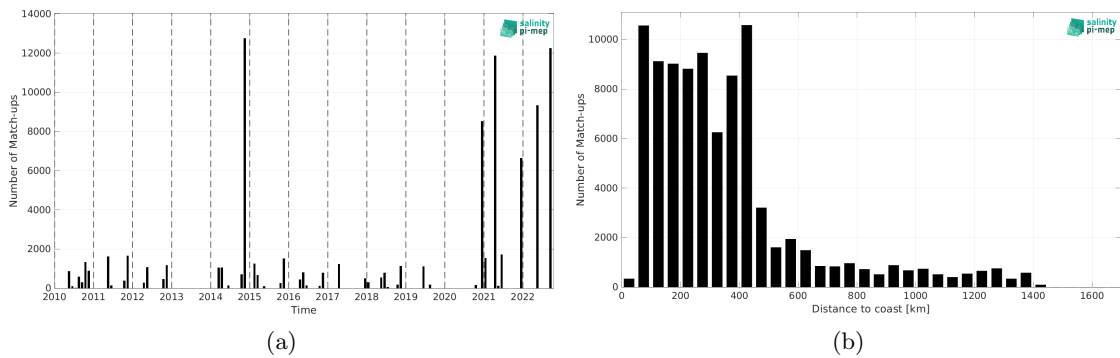 14000
12000
10000
8000
6000
4000
2000
0
Number of Match-ups
2010 2011 2012 2013 2014 2015 2016 2017 2018 2019 2020 2021 2022
Time
salinity
pi-mep
(a)
10000
8000
6000
4000
2000
0
Number of Match-ups
0 200 400 600 800 1000 1200 1400 1600
Distance to coast [km]
salinity
pi-mep
(b)